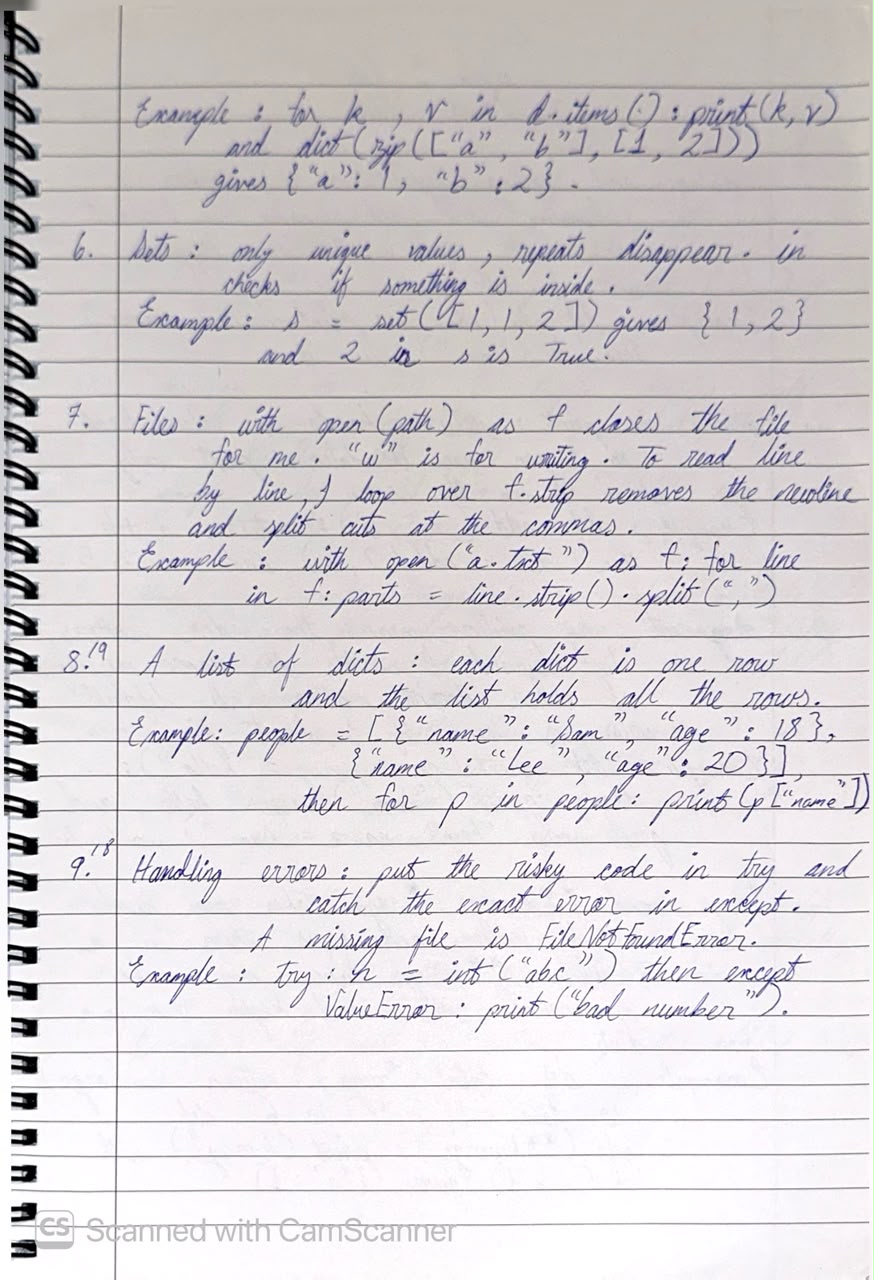 Example : for k , v in d.items() : print(k, v)
and dict(zip(["a", "b"], [1, 2]))
gives {"a": 1, "b": 2}.
6. Sets : only unique values, repeats disappear. in
checks if something is inside.
Example : s = set([1, 1, 2]) gives {1, 2}
and 2 in s is True.
7. Files : with open(path) as f closes the file
for me. "w" is for writing. To read line
by line, I loop over f. strip removes the newline
and split cuts at the commas.
Example : with open("a.txt") as f: for line
in f: parts = line.strip().split(",")
8. A list of dicts : each dict is one row
and the list holds all the rows.
Example: people = [{"name": "Sam", "age": 18},
{"name": "Lee", "age": 20}],
then for p in people: print(p["name"])
9. Handling errors : put the risky code in try and
catch the exact error in except.
A missing file is FileNotFoundError.
Example : try : n = int("abc") then except
ValueError : print("bad number").
CS Scanned with CamScanner